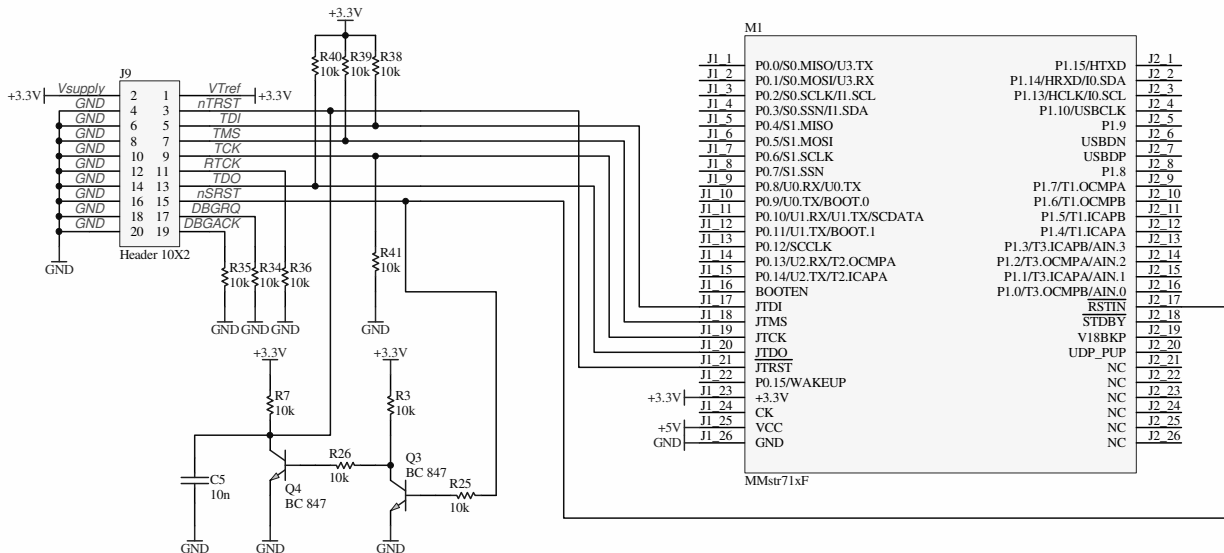 +3.3V
R40
10k
R39
10k
R38
10k
J9
Vsupply
+3.3V
2
1
VTref
+3.3V
GND
4
3
nTRST
GND
6
5
TDI
GND
8
7
TMS
GND
10
9
TCK
GND
12
11
RTCK
GND
14
13
TDO
GND
16
15
nSRST
GND
18
17
DBGRQ
GND
20
19
DBGACK
Header 10X2
GND
R35
10k
R34
10k
R36
10k
R41
10k
GND
GND
GND
+3.3V
+3.3V
R7
10k
R3
10k
R26
10k
Q3
BC 847
R25
10k
C5
10n
Q4
BC 847
GND
GND
GND
M1
J1_1 P0.0/S0.MISO/U3.TX
J1_2 P0.1/S0.MOSI/U3.RX
J1_3 P0.2/S0.SCLK/I1.SCL
J1_4 P0.3/S0.SSN/I1.SDA
J1_5 P0.4/S1.MISO
J1_6 P0.5/S1.MOSI
J1_7 P0.6/S1.SCLK
J1_8 P0.7/S1.SSN
J1_9 P0.8/U0.RX/U0.TX
J1_10 P0.9/U0.TX/BOOT.0
J1_11 P0.10/U1.RX/U1.TX/SCDATA
J1_12 P0.11/U1.TX/BOOT.1
J1_13 P0.12/SCCLK
J1_14 P0.13/U2.RX/T2.OCMPA
J1_15 P0.14/U2.TX/T2.ICAPA
J1_16 BOOTEN
J1_17 JTDI
J1_18 JTMS
J1_19 JTCK
J1_20 JTDO
J1_21 JTRST
J1_22 P0.15/WAKEUP
+3.3V J1_23 +3.3V
J1_24 CK
+5V J1_25 VCC
GND J1_26 GND
P1.15/HTXD J2_1
P1.14/HRXD/I0.SDA J2_2
P1.13/HCLK/I0.SCL J2_3
P1.10/USBCLK J2_4
P1.9 J2_5
USBDN J2_6
USBDP J2_7
P1.8 J2_8
P1.7/T1.OCMPA J2_9
P1.6/T1.OCMPB J2_10
P1.5/T1.ICAPB J2_11
P1.4/T1.ICAPA J2_12
P1.3/T3.ICAPB/AIN.3 J2_13
P1.2/T3.OCMPA/AIN.2 J2_14
P1.1/T3.ICAPA/AIN.1 J2_15
P1.0/T3.OCMPB/AIN.0 J2_16
RSTIN J2_17
STDBY J2_18
V18BKP J2_19
UDP_PUP J2_20
NC J2_21
NC J2_22
NC J2_23
NC J2_24
NC J2_25
NC J2_26
MMstr71xF